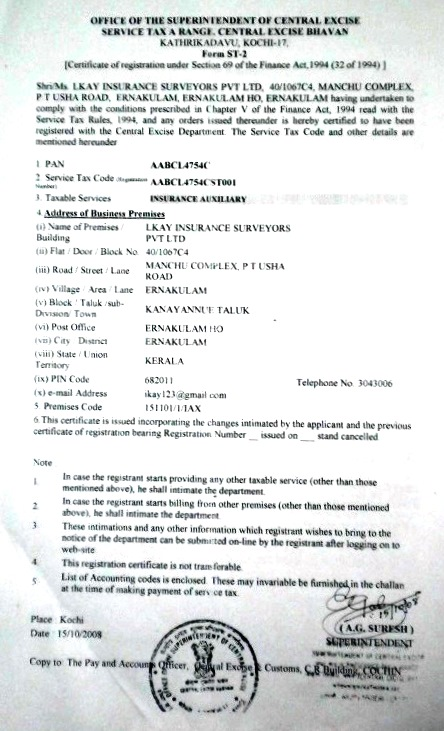 OFFICE OF THE SUPERINTENDENT OF CENTRAL EXCISE
SERVICE TAX A RANGE, CENTRAL EXCISE BHAVAN
KATHRIKADAVU, KOCHI-17,
Form ST-2
[Certificate of registration under Section 69 of the Finance Act,1994 (32 of 1994) ]
Shri/Ms. LKAY INSURANCE SURVEYORS PVT LTD, 40/1067C4, MANCHU COMPLEX,
P T USHA ROAD, ERNAKULAM, ERNAKULAM HO, ERNAKULAM having undertaken to
comply with the conditions prescribed in Chapter V of the Finance Act, 1994 read with the
Service Tax Rules, 1994, and any orders issued thereunder is hereby certified to have been
registered with the Central Excise Department. The Service Tax Code and other details are
mentioned hereunder
1 PAN AABCL4754C
2 Service Tax Code (Registration Number) AABCL4754CST001
3. Taxable Services INSURANCE AUXILIARY
4 Address of Business Premises
(i) Name of Premises / LKAY INSURANCE SURVEYORS
Building PVT LTD
(ii) Flat / Door / Block No. 40/1067C4
(iii) Road / Street / Lane MANCHU COMPLEX, P T USHA
ROAD
(iv) Village / Area / Lane ERNAKULAM
(v) Block / Taluk /sub-
Division/ Town KANAYANNUE TALUK
(vi) Post Office ERNAKULAM HO
(vii) City District ERNAKULAM
(viii) State / Union
Territory KERALA
(ix) PIN Code 682011 Telephone No. 3043006
(x) e-mail Address ikay123@gmail.com
5 Premises Code 151101/1/IAX
6. This certificate is issued incorporating the changes intimated by the applicant and the previous
certificate of registration bearing Registration Number __ issued on ___ stand cancelled
Note
1. In case the registrant starts providing any other taxable service (other than those
mentioned above), he shall intimate the department.
2. In case the registrant starts billing from other premises (other than those mentioned
above), he shall intimate the department
3 These intimations and any other information which registrant wishes to bring to the
notice of the department can be submitted on-line by the registrant after logging on to
web-site
4. This registration certificate is not transferable.
5. List of Accounting codes is enclosed. These may invariable be furnished in the challan
at the time of making payment of service tax.
15/10/08
Place Kochi
Date 15/10/2008
(A.G. SURESH)
SUPERINTENDENT
Copy to: The Pay and Accounts Officer, Central Excise & Customs, C.R Building, COCHIN